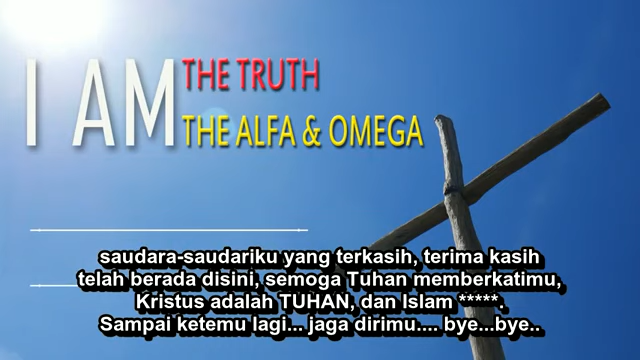 I AM
THE TRUTH
THE ALFA & OMEGA
saudara-saudariku yang terkasih, terima kasih
telah berada disini, semoga Tuhan memberkatimu,
Kristus adalah TUHAN, dan Islam *****.
Sampai ketemu lagi... jaga dirimu.... bye...bye..